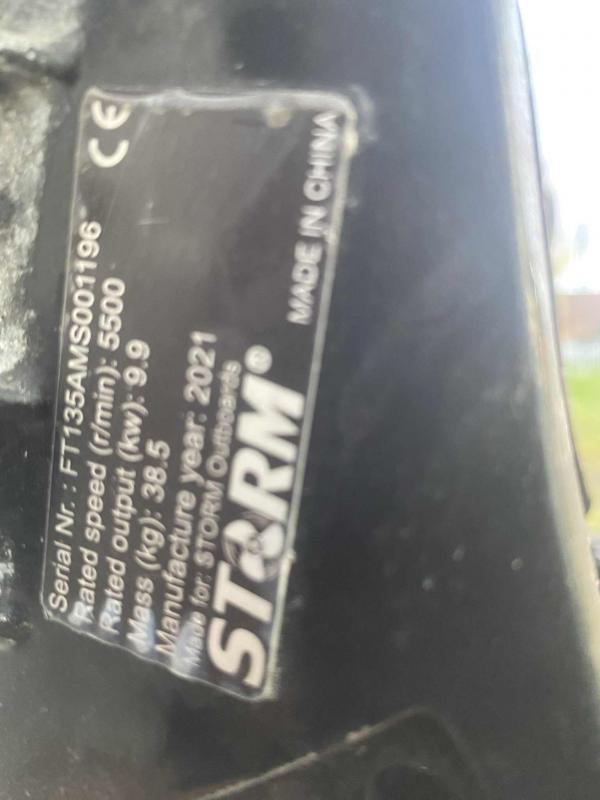 CE
Serial Nr. : FT135AMS001196
Rated speed (r/min): 5500
Rated output (kw): 9.9
Mass (kg): 38.5
Manufacture year: 2021
Made for: STORM Outboards
STORM®
MADE IN CHINA